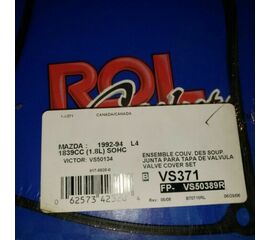 ROL
CANADA/CANADA
MAZDA : 1992-94 L4
1839CC (1.8L) SOHC
VICTOR: VS50134
ENSEMBLE COUV. DES SOUP.
JUNTA PARA TAPA DE VALVULA
VALVE COVER SET
B VS371
FP- VS50389R
0 62573